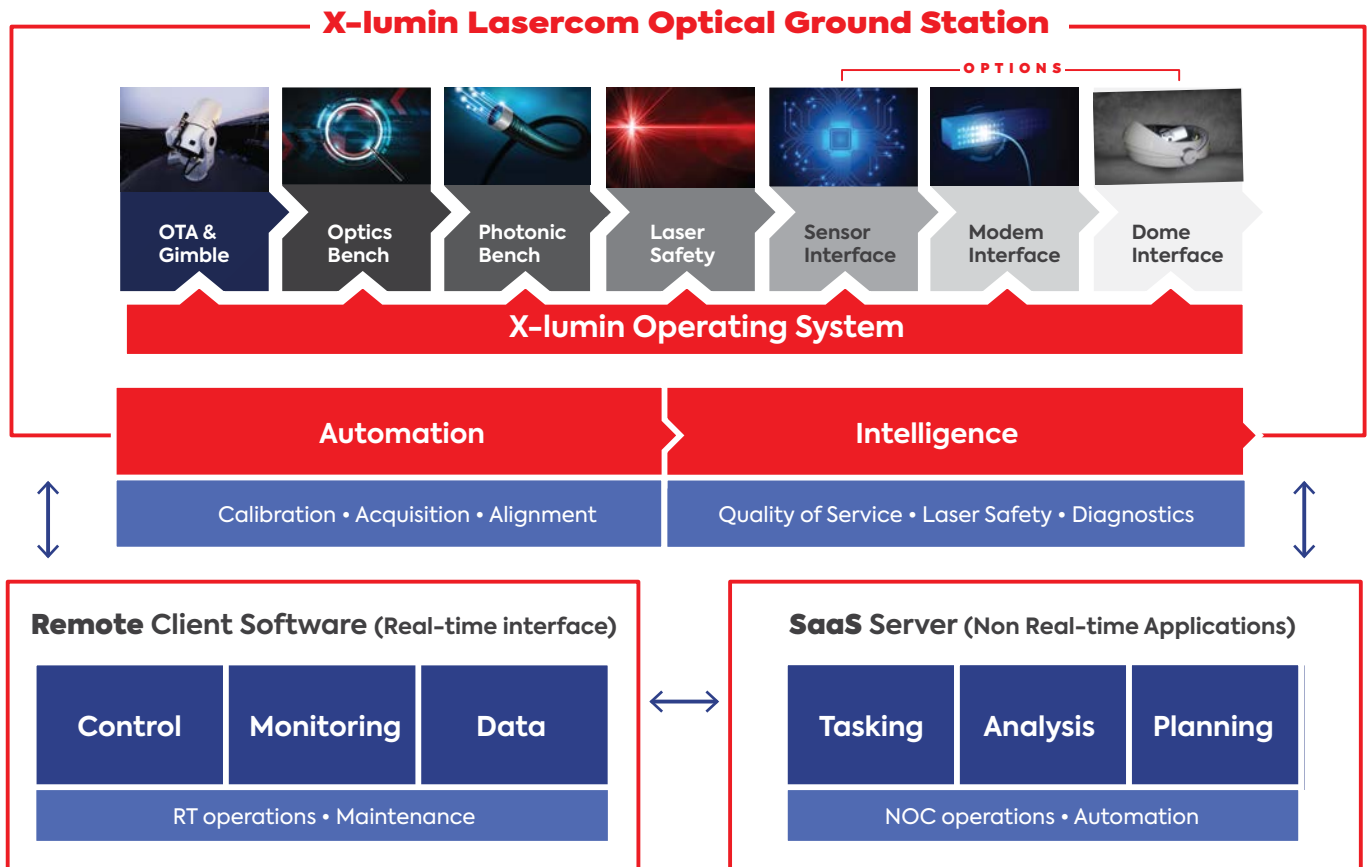 X-lumin Lasercom Optical Ground Station
OPTIONS
OTA &
Gimble
Optics
Bench
Photonic
Bench
Laser
Safety
Sensor
Interface
Modem
Interface
Dome
Interface
X-lumin Operating System
Automation
Intelligence
Calibration • Acquisition • Alignment
Quality of Service • Laser Safety • Diagnostics
Remote Client Software (Real-time interface)
Control
Monitoring
Data
RT operations • Maintenance
SaaS Server (Non Real-time Applications)
Tasking
Analysis
Planning
NOC operations • Automation